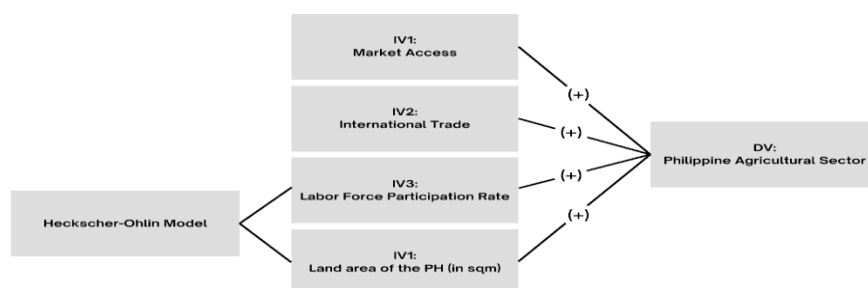 IV1:
Market Access
(+)
IV2:
International Trade
(+)
DV:
Philippine Agricultural Sector
IV3:
Labor Force Participation Rate
(+)
Heckscher-Ohlin Model
(+)
IV1:
Land area of the PH (in sqm)